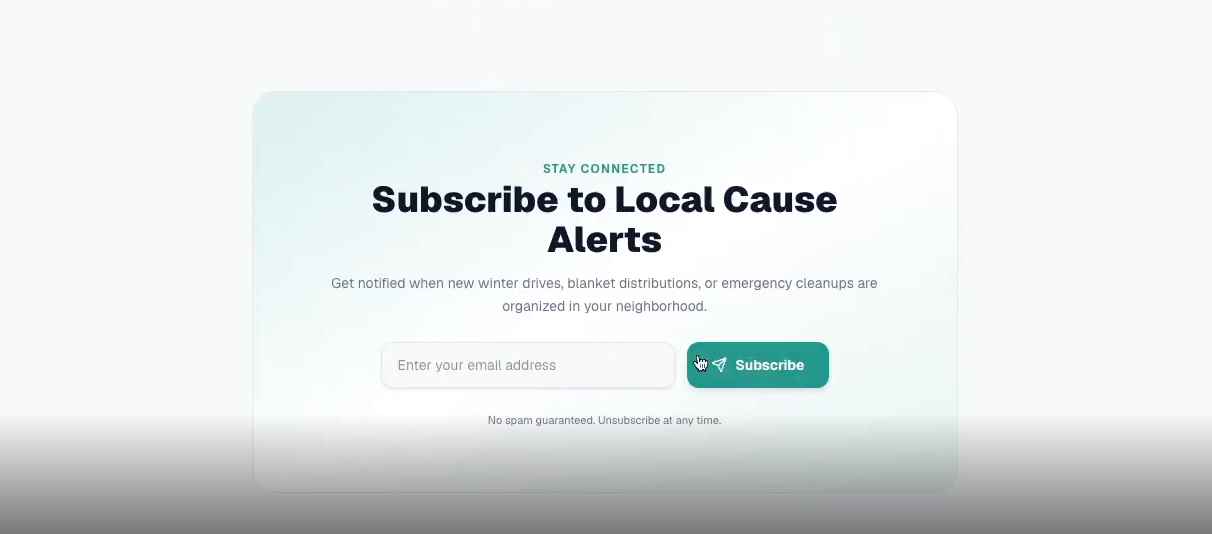 STAY CONNECTED
Subscribe to Local Cause
Alerts
Get notified when new winter drives, blanket distributions, or emergency cleanups are
organized in your neighborhood.
Enter your email address
Subscribe
No spam guaranteed. Unsubscribe at any time.